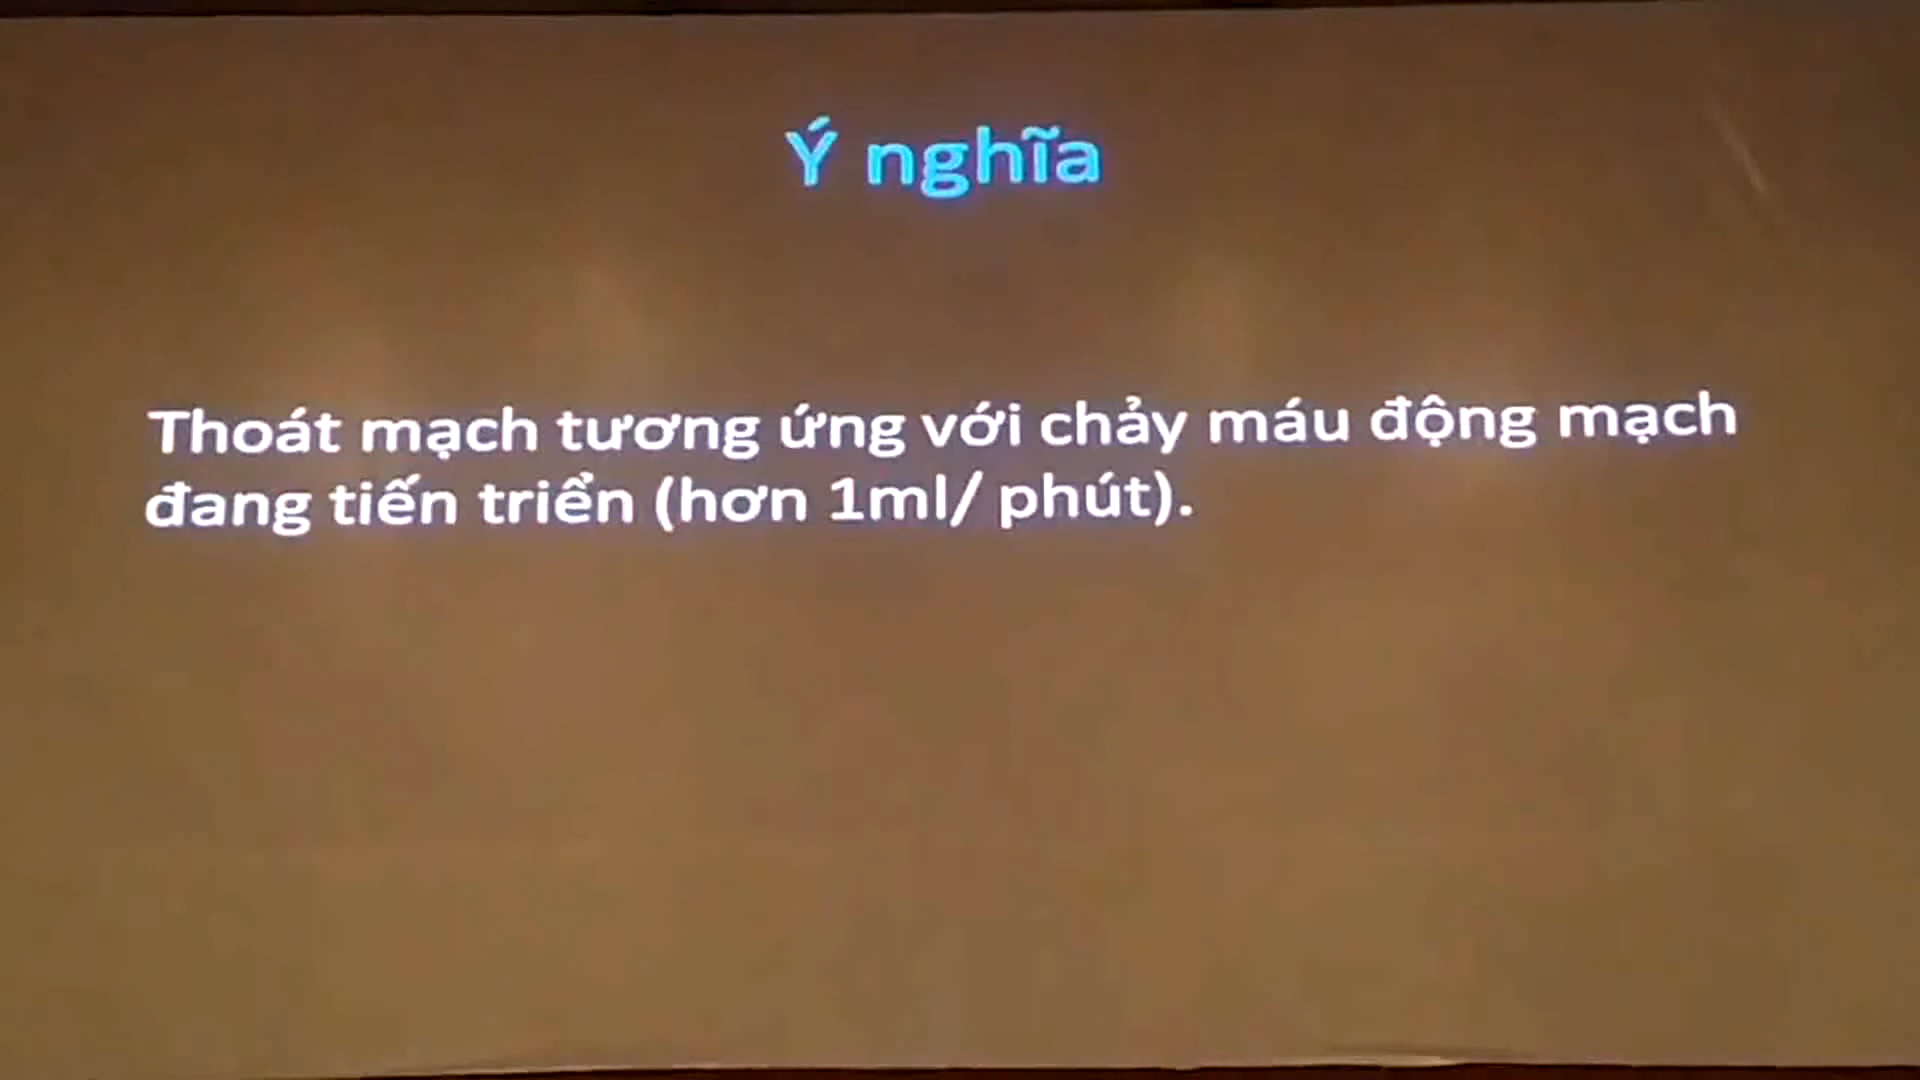 Ý nghĩa
Thoát mạch tương ứng với chảy máu động mạch
đang tiến triển (hơn 1ml/ phút).